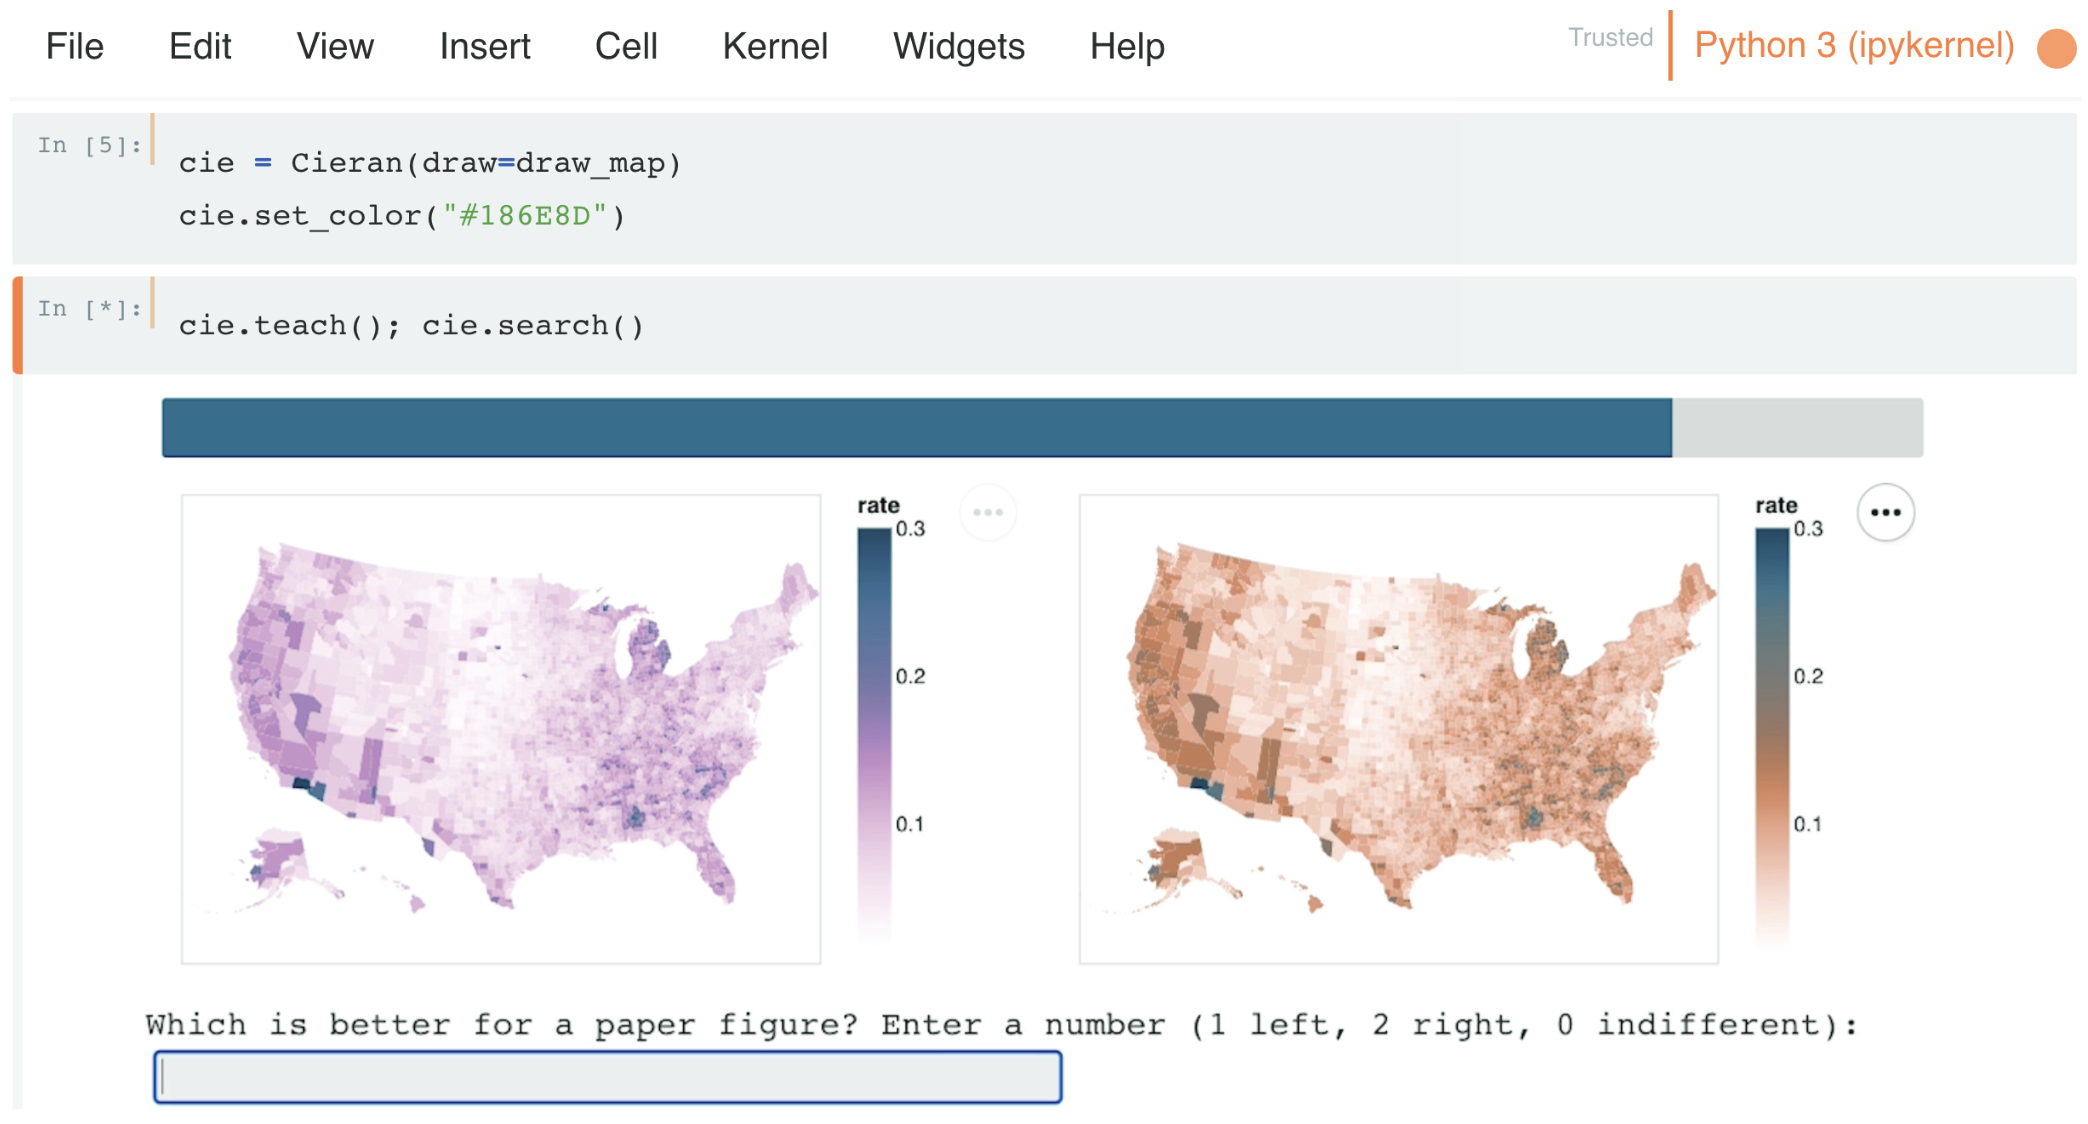 File Edit View Insert Cell Kernel Widgets Help Trusted Python 3 (ipykernel)
In [5]: cie = Cieran(draw=draw_map)
cie.set_color("#186E8D")
In [*]: cie.teach(); cie.search()
rate
0.3
0.2
0.1
rate
0.3
0.2
0.1
Which is better for a paper figure? Enter a number (1 left, 2 right, 0 indifferent):